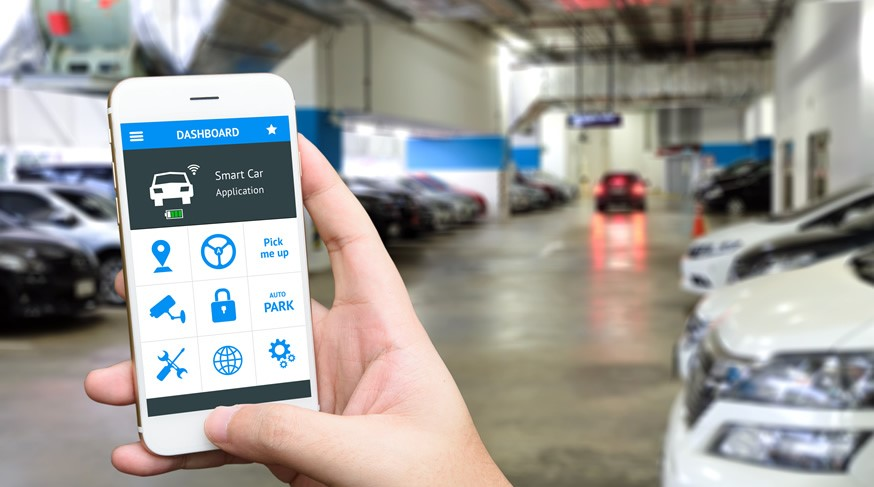 DASHBOARD
Smart Car
Application
Pick
me up
AUTO
PARK